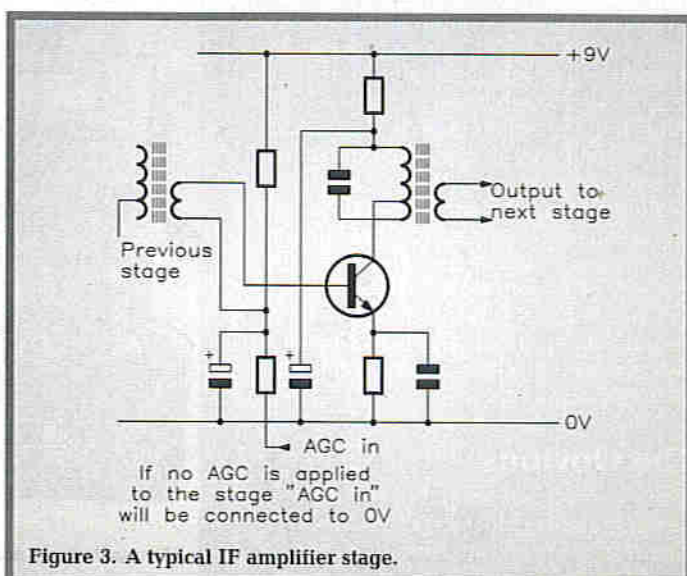 +9V
Previous
stage
Output to
next stage
+
+
0V
AGC in
If no AGC is applied
to the stage "AGC in"
will be connected to 0V
Figure 3. A typical IF amplifier stage.